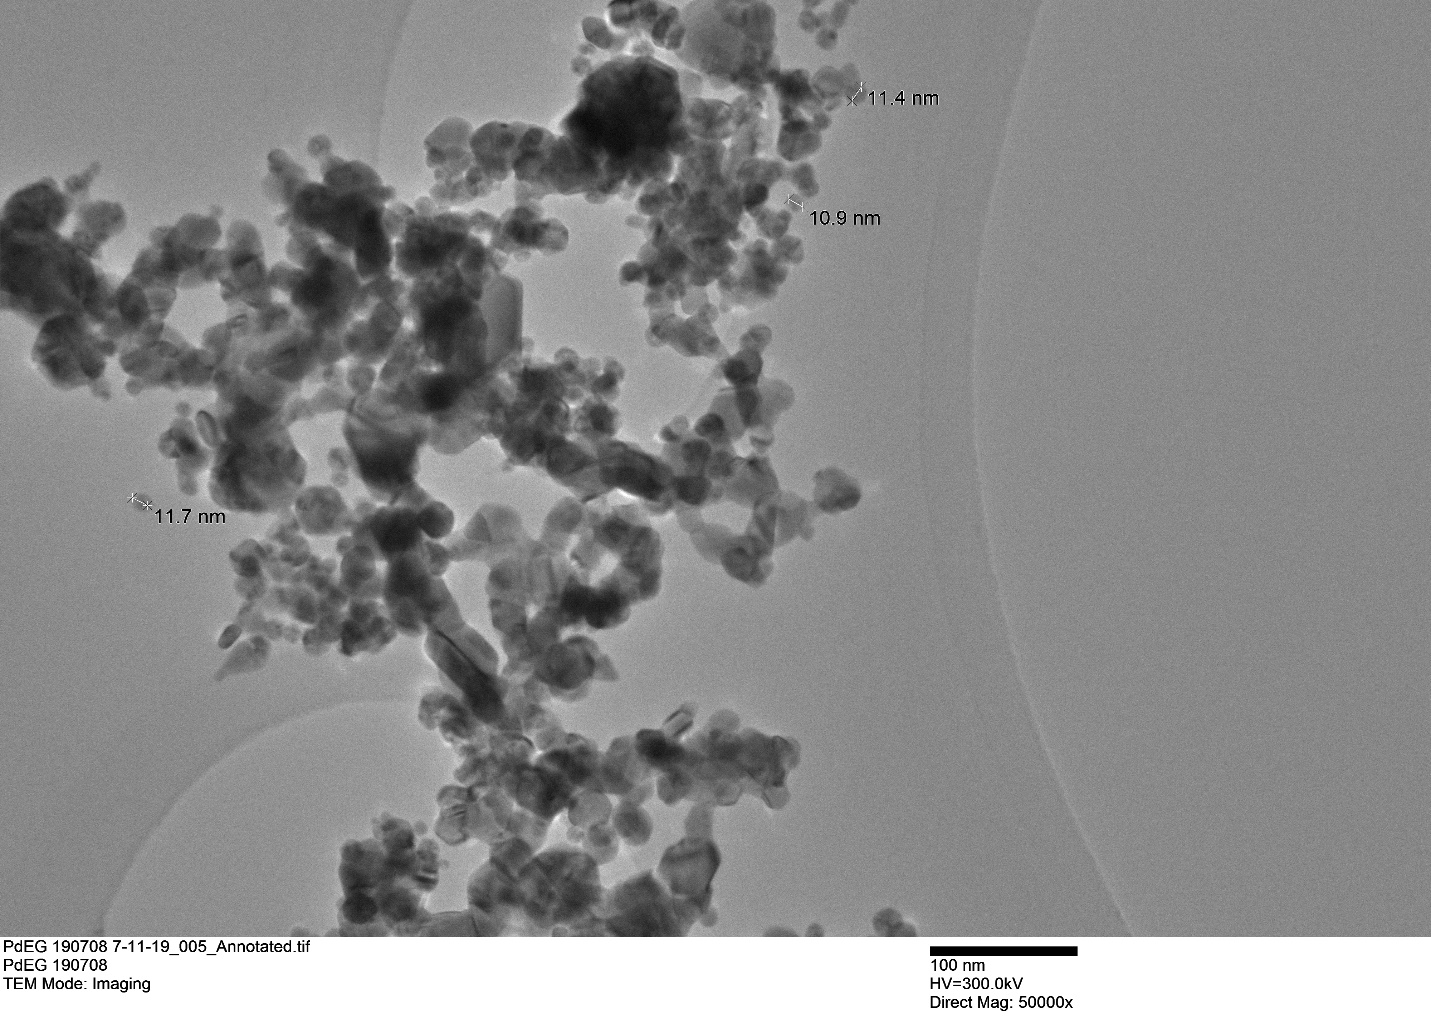 11.4 nm
10.9 nm
11.7 nm
PdEG 190708 7-11-19_005_Annotated.tif
PdEG 190708
TEM Mode: Imaging
100 nm
HV=300.0kV
Direct Mag: 50000x